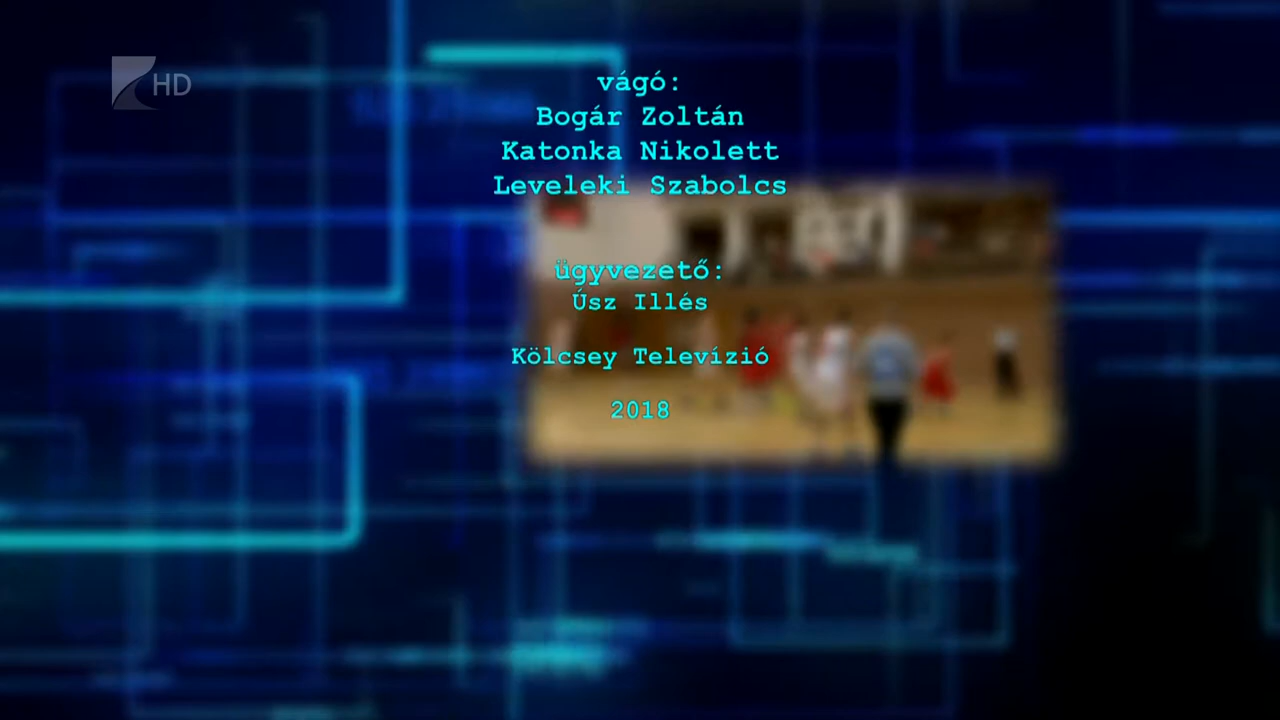 HD
vágó:
Bogár Zoltán
Katonka Nikolett
Leveleki Szabolcs
ügyvezető:
Úsz Illés
Kölcsey Televízió
2018